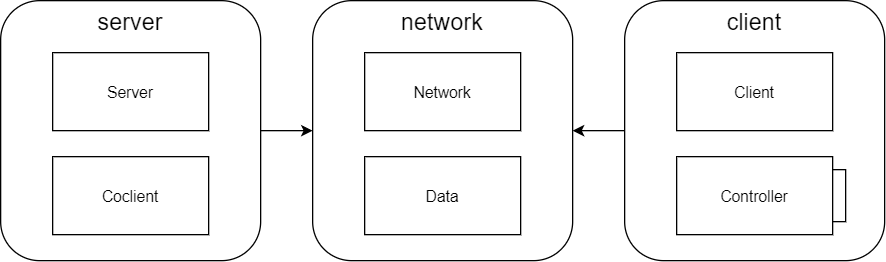 server
network
client
Server
Network
Client
Coclient
Data
Controller